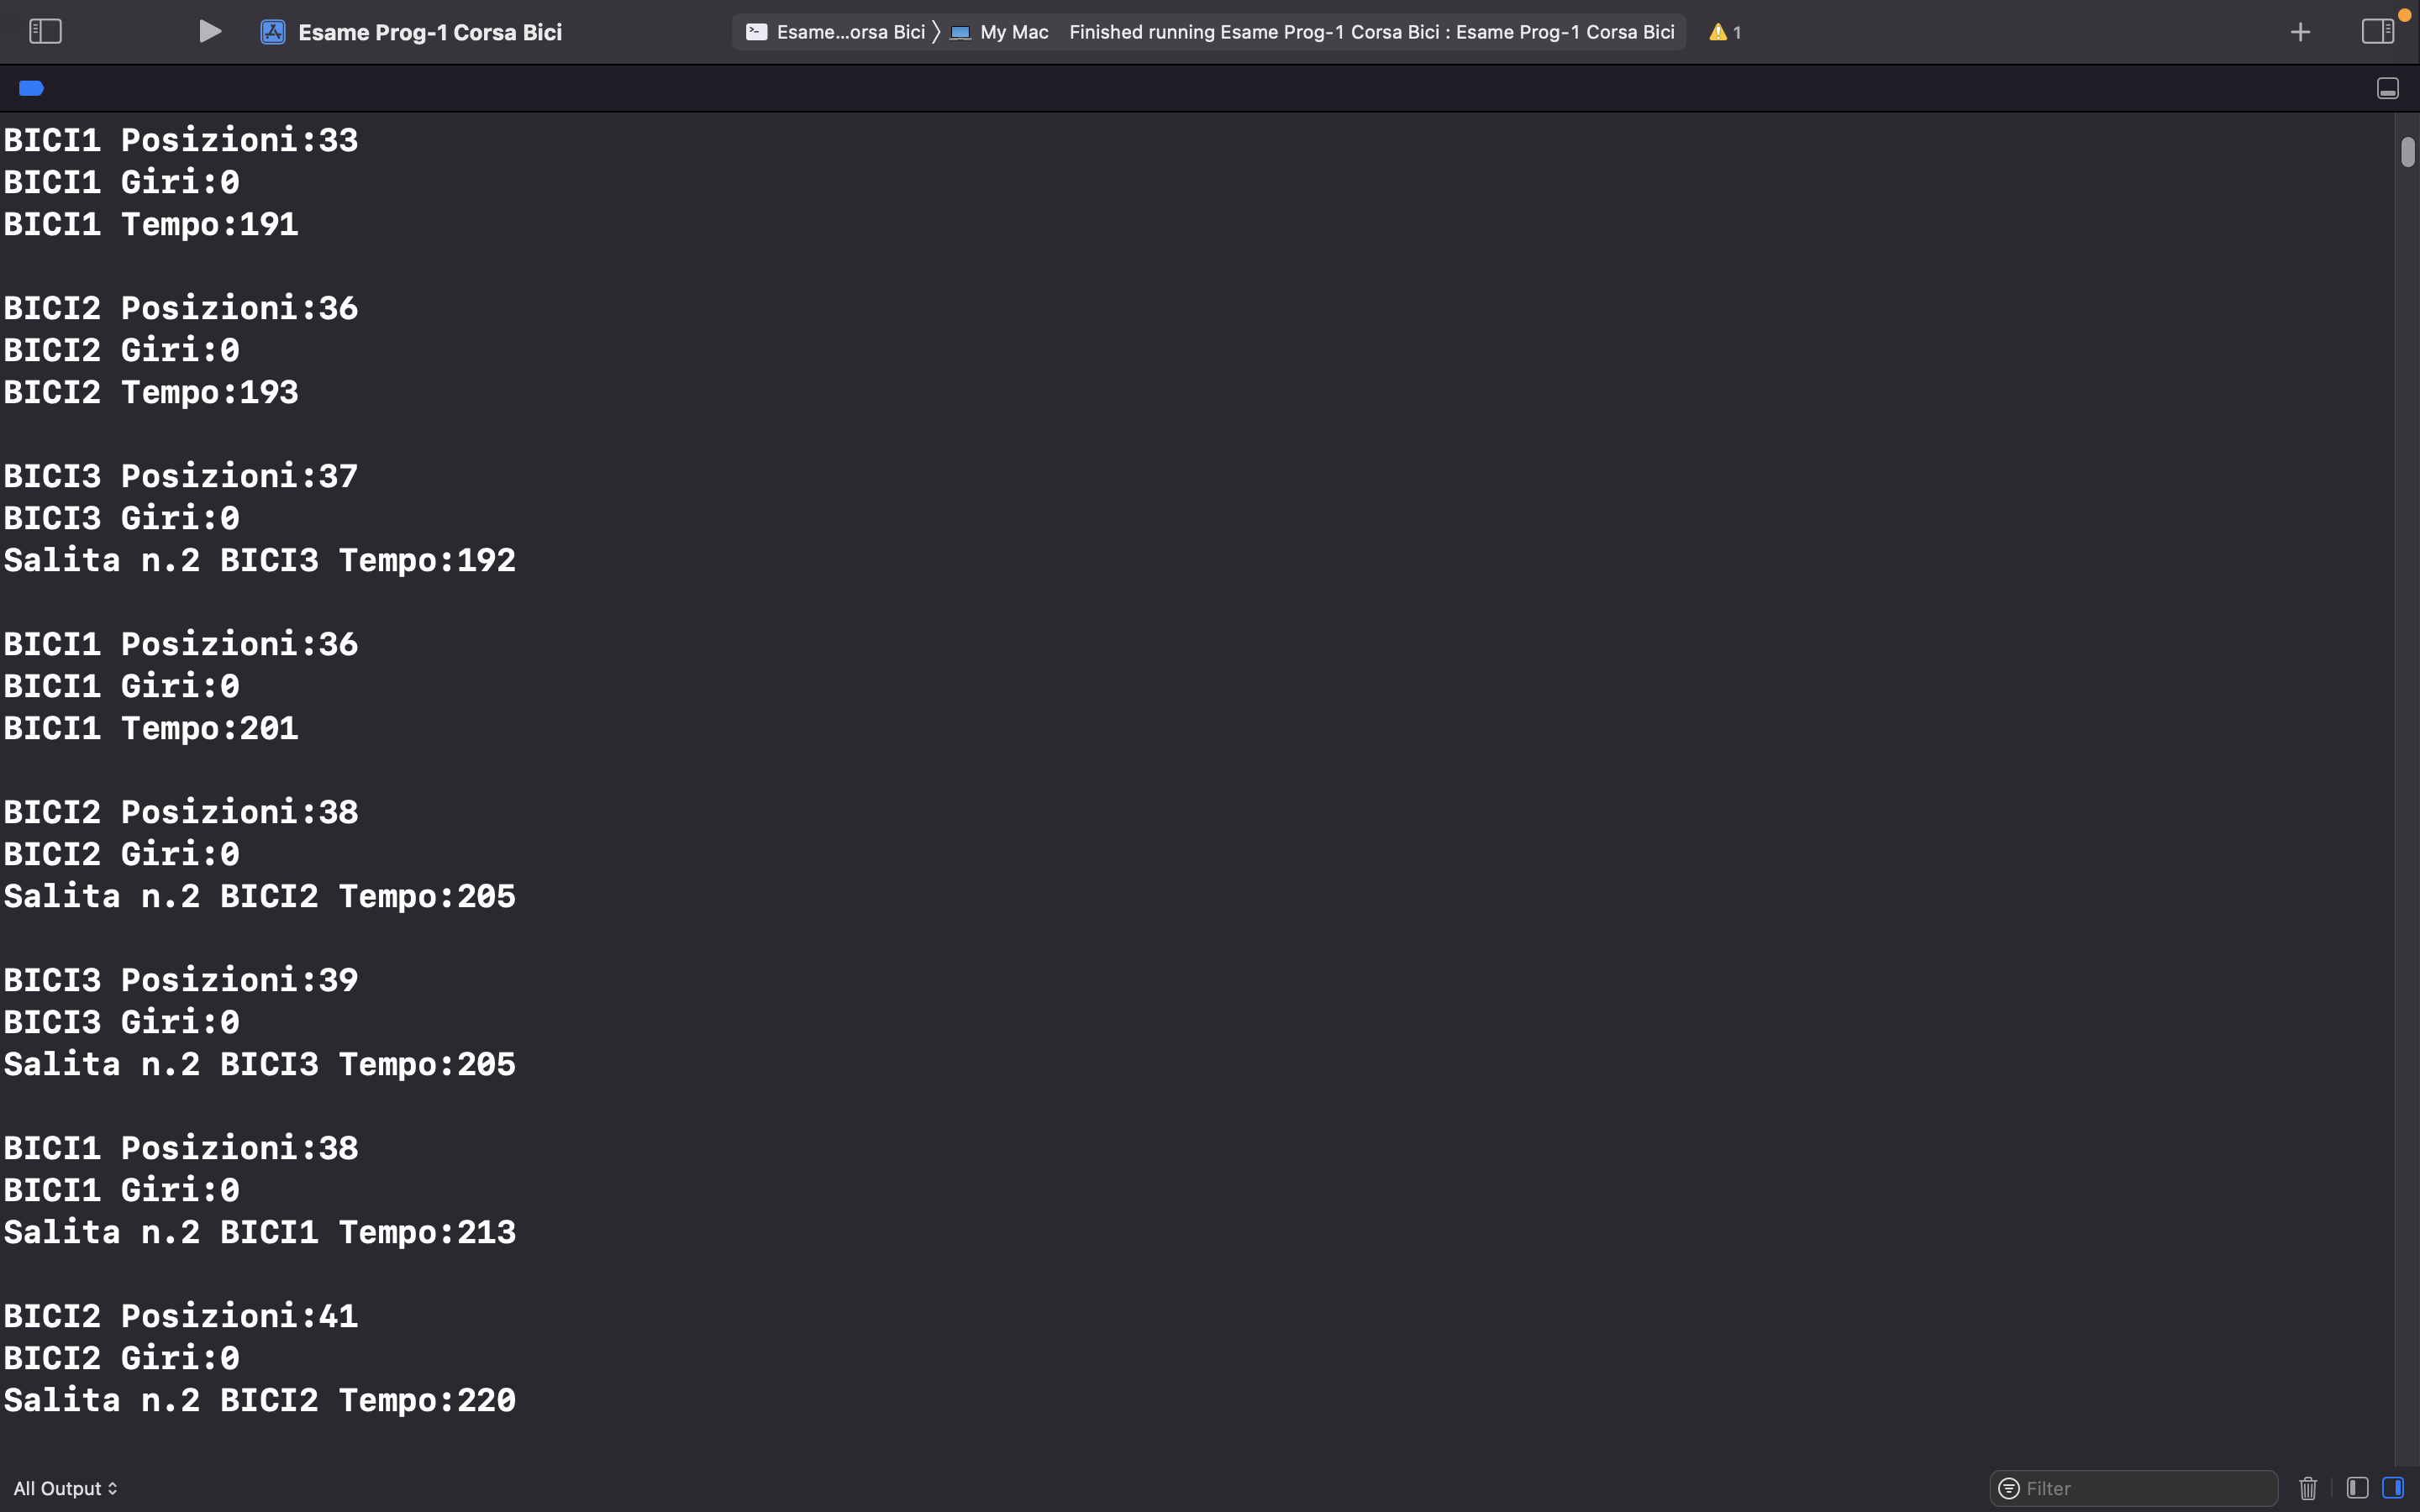 Esame Prog-1 Corsa Bici
Esame...orsa Bici 〉 My Mac Finished running Esame Prog-1 Corsa Bici : Esame Prog-1 Corsa Bici 1
BICI1 Posizioni:33
BICI1 Giri:0
BICI1 Tempo:191
BICI2 Posizioni:36
BICI2 Giri:0
BICI2 Tempo:193
BICI3 Posizioni:37
BICI3 Giri:0
Salita n.2 BICI3 Tempo:192
BICI1 Posizioni:36
BICI1 Giri:0
BICI1 Tempo:201
BICI2 Posizioni:38
BICI2 Giri:0
Salita n.2 BICI2 Tempo:205
BICI3 Posizioni:39
BICI3 Giri:0
Salita n.2 BICI3 Tempo:205
BICI1 Posizioni:38
BICI1 Giri:0
Salita n.2 BICI1 Tempo:213
BICI2 Posizioni:41
BICI2 Giri:0
Salita n.2 BICI2 Tempo:220
All Output Filter